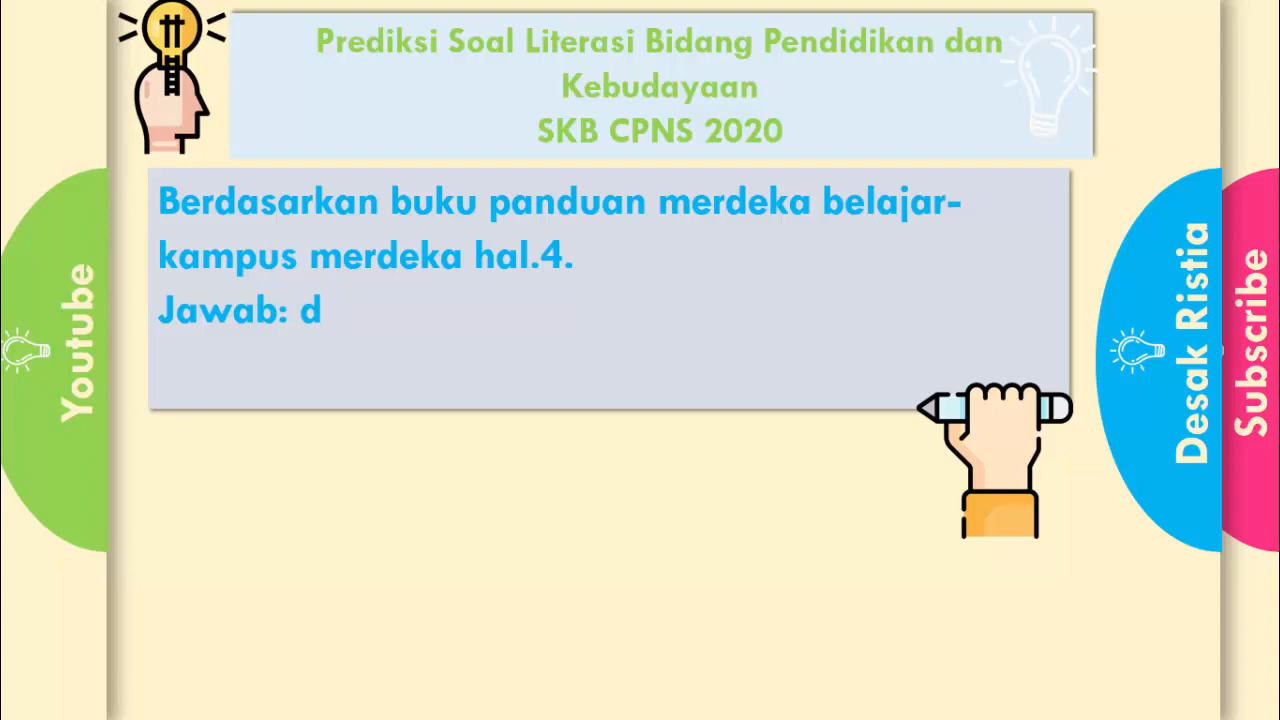 Prediksi Soal Literasi Bidang Pendidikan dan
Kebudayaan
SKB CPNS 2020
Berdasarkan buku panduan merdeka belajar-
kampus merdeka hal.4.
Jawab: d
Youtube
Desak Ristia
Subscribe